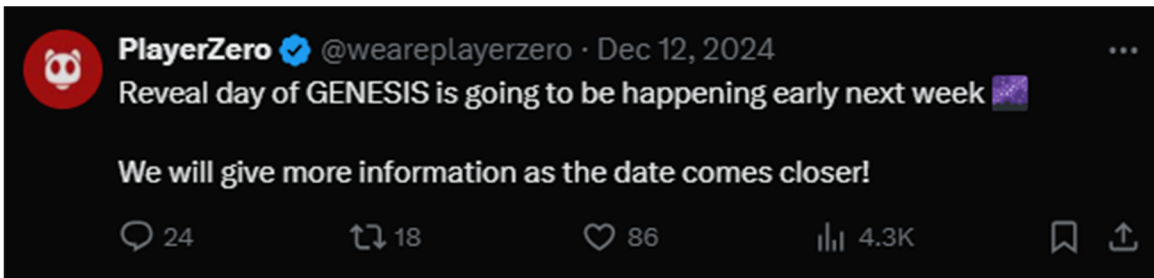 PlayerZero @weareplayerzero · Dec 12, 2024
Reveal day of GENESIS is going to be happening early next week 🌌
We will give more information as the date comes closer!
24 18 86 4.3K